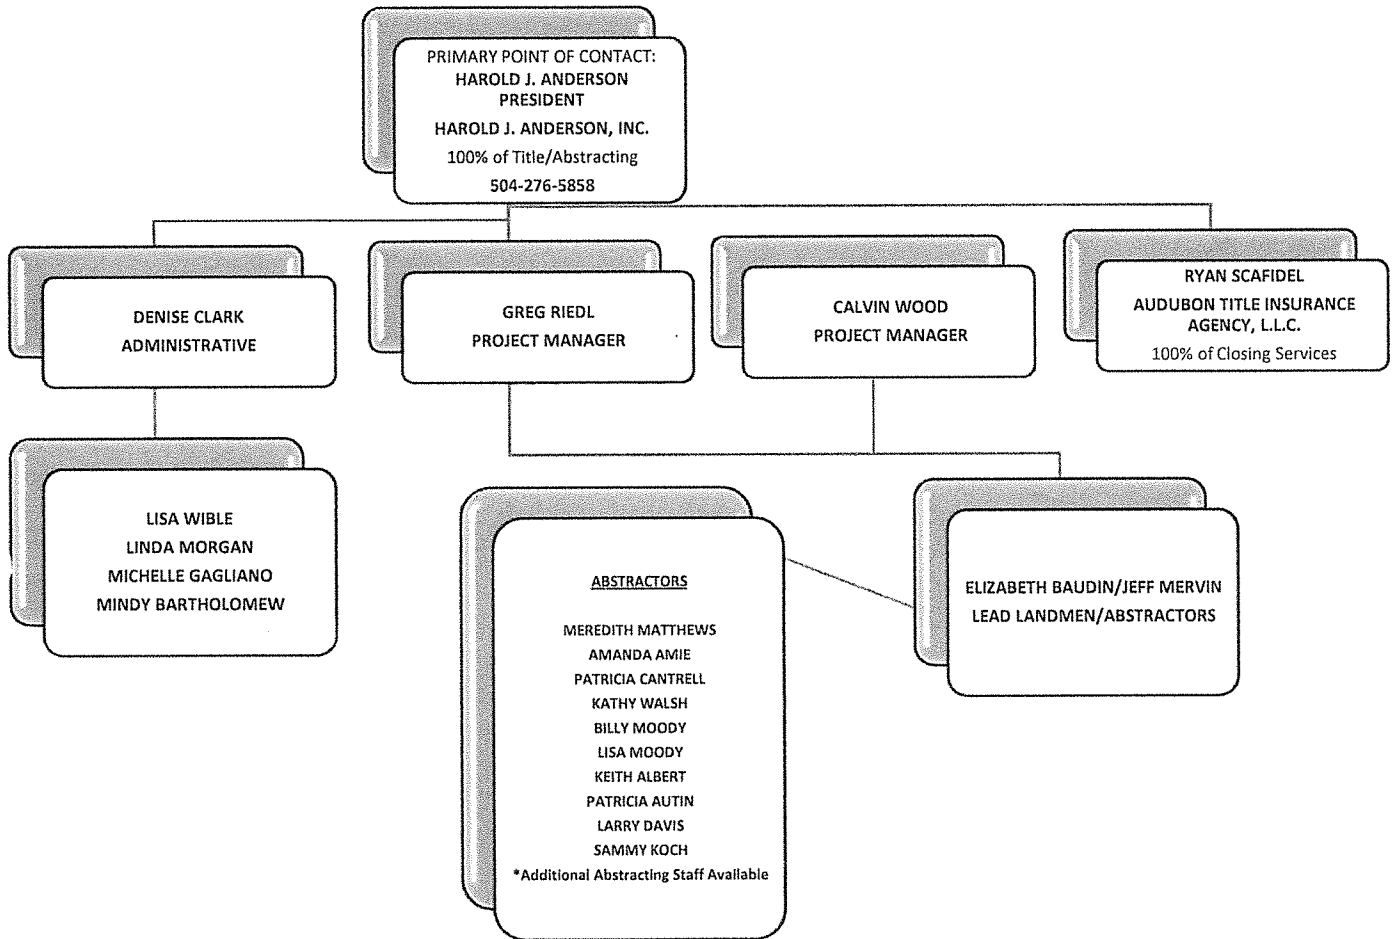 PRIMARY POINT OF CONTACT:
HAROLD J. ANDERSON
PRESIDENT
HAROLD J. ANDERSON, INC.
100% of Title/Abstracting
504-276-5858
DENISE CLARK
ADMINISTRATIVE
GREG RIEDL
PROJECT MANAGER
CALVIN WOOD
PROJECT MANAGER
RYAN SCAFIDEL
AUDUBON TITLE INSURANCE
AGENCY, L.L.C.
100% of Closing Services
LISA WIBLE
LINDA MORGAN
MICHELLE GAGLIANO
MINDY BARTHOLOMEW
ABSTRACTORS
MEREDITH MATTHEWS
AMANDA AMIE
PATRICIA CANTRELL
KATHY WALSH
BILLY MOODY
LISA MOODY
KEITH ALBERT
PATRICIA AUTIN
LARRY DAVIS
SAMMY KOCH
*Additional Abstracting Staff Available
ELIZABETH BAUDIN/JEFF MERVIN
LEAD LANDMEN/ABSTRACTORS